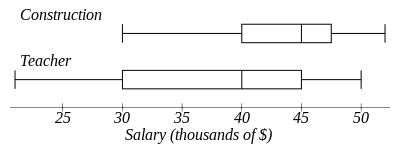 Construction
Teacher
25 30 35 40 45 50
Salary (thousands of $)